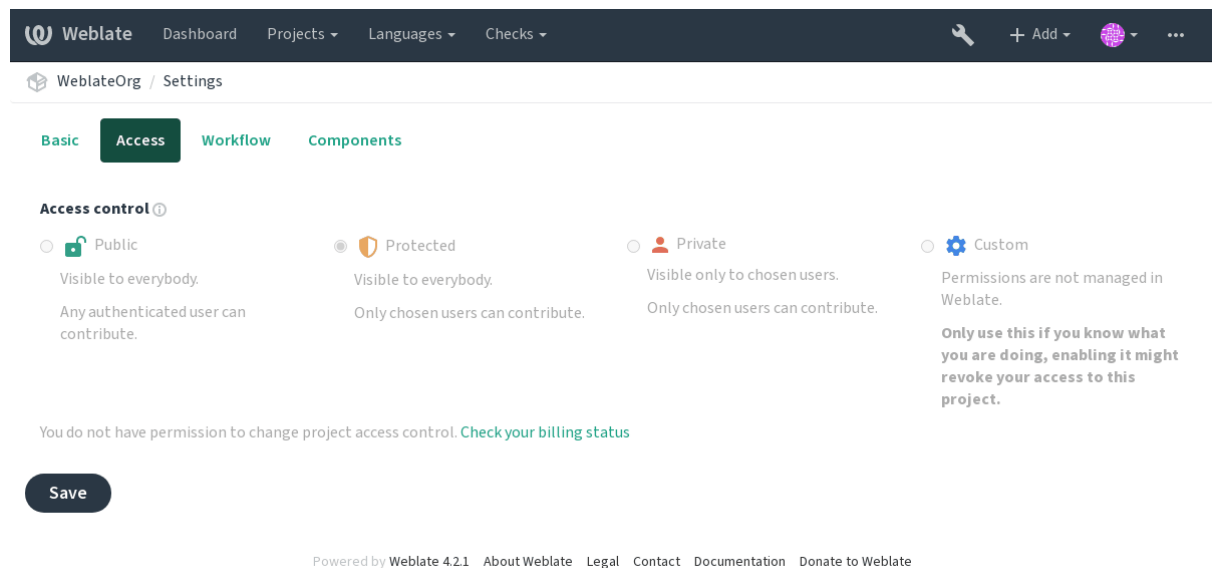 Weblate Dashboard Projects Languages Checks Add
WeblateOrg / Settings
Basic Access Workflow Components
Access control
Public Protected Private Custom
Visible to everybody. Visible to everybody. Visible only to chosen users. Permissions are not managed in
Weblate.
Any authenticated user can Only chosen users can contribute. Only chosen users can contribute.
contribute.
Only use this if you know what
you are doing, enabling it might
revoke your access to this
project.
You do not have permission to change project access control. Check your billing status
Save
Powered by Weblate 4.2.1 About Weblate Legal Contact Documentation Donate to Weblate